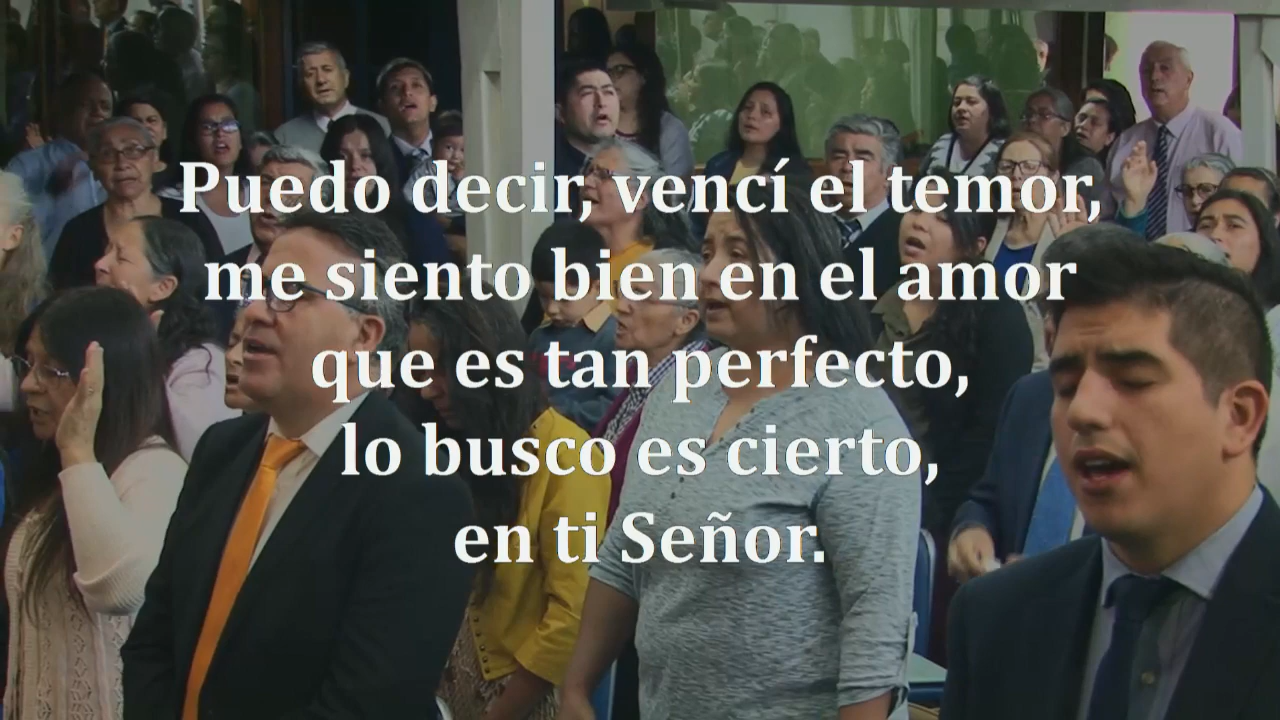 Puedo decir, vencí el temor,
me siento bien en el amor
que es tan perfecto,
lo busco es cierto,
en ti Señor.